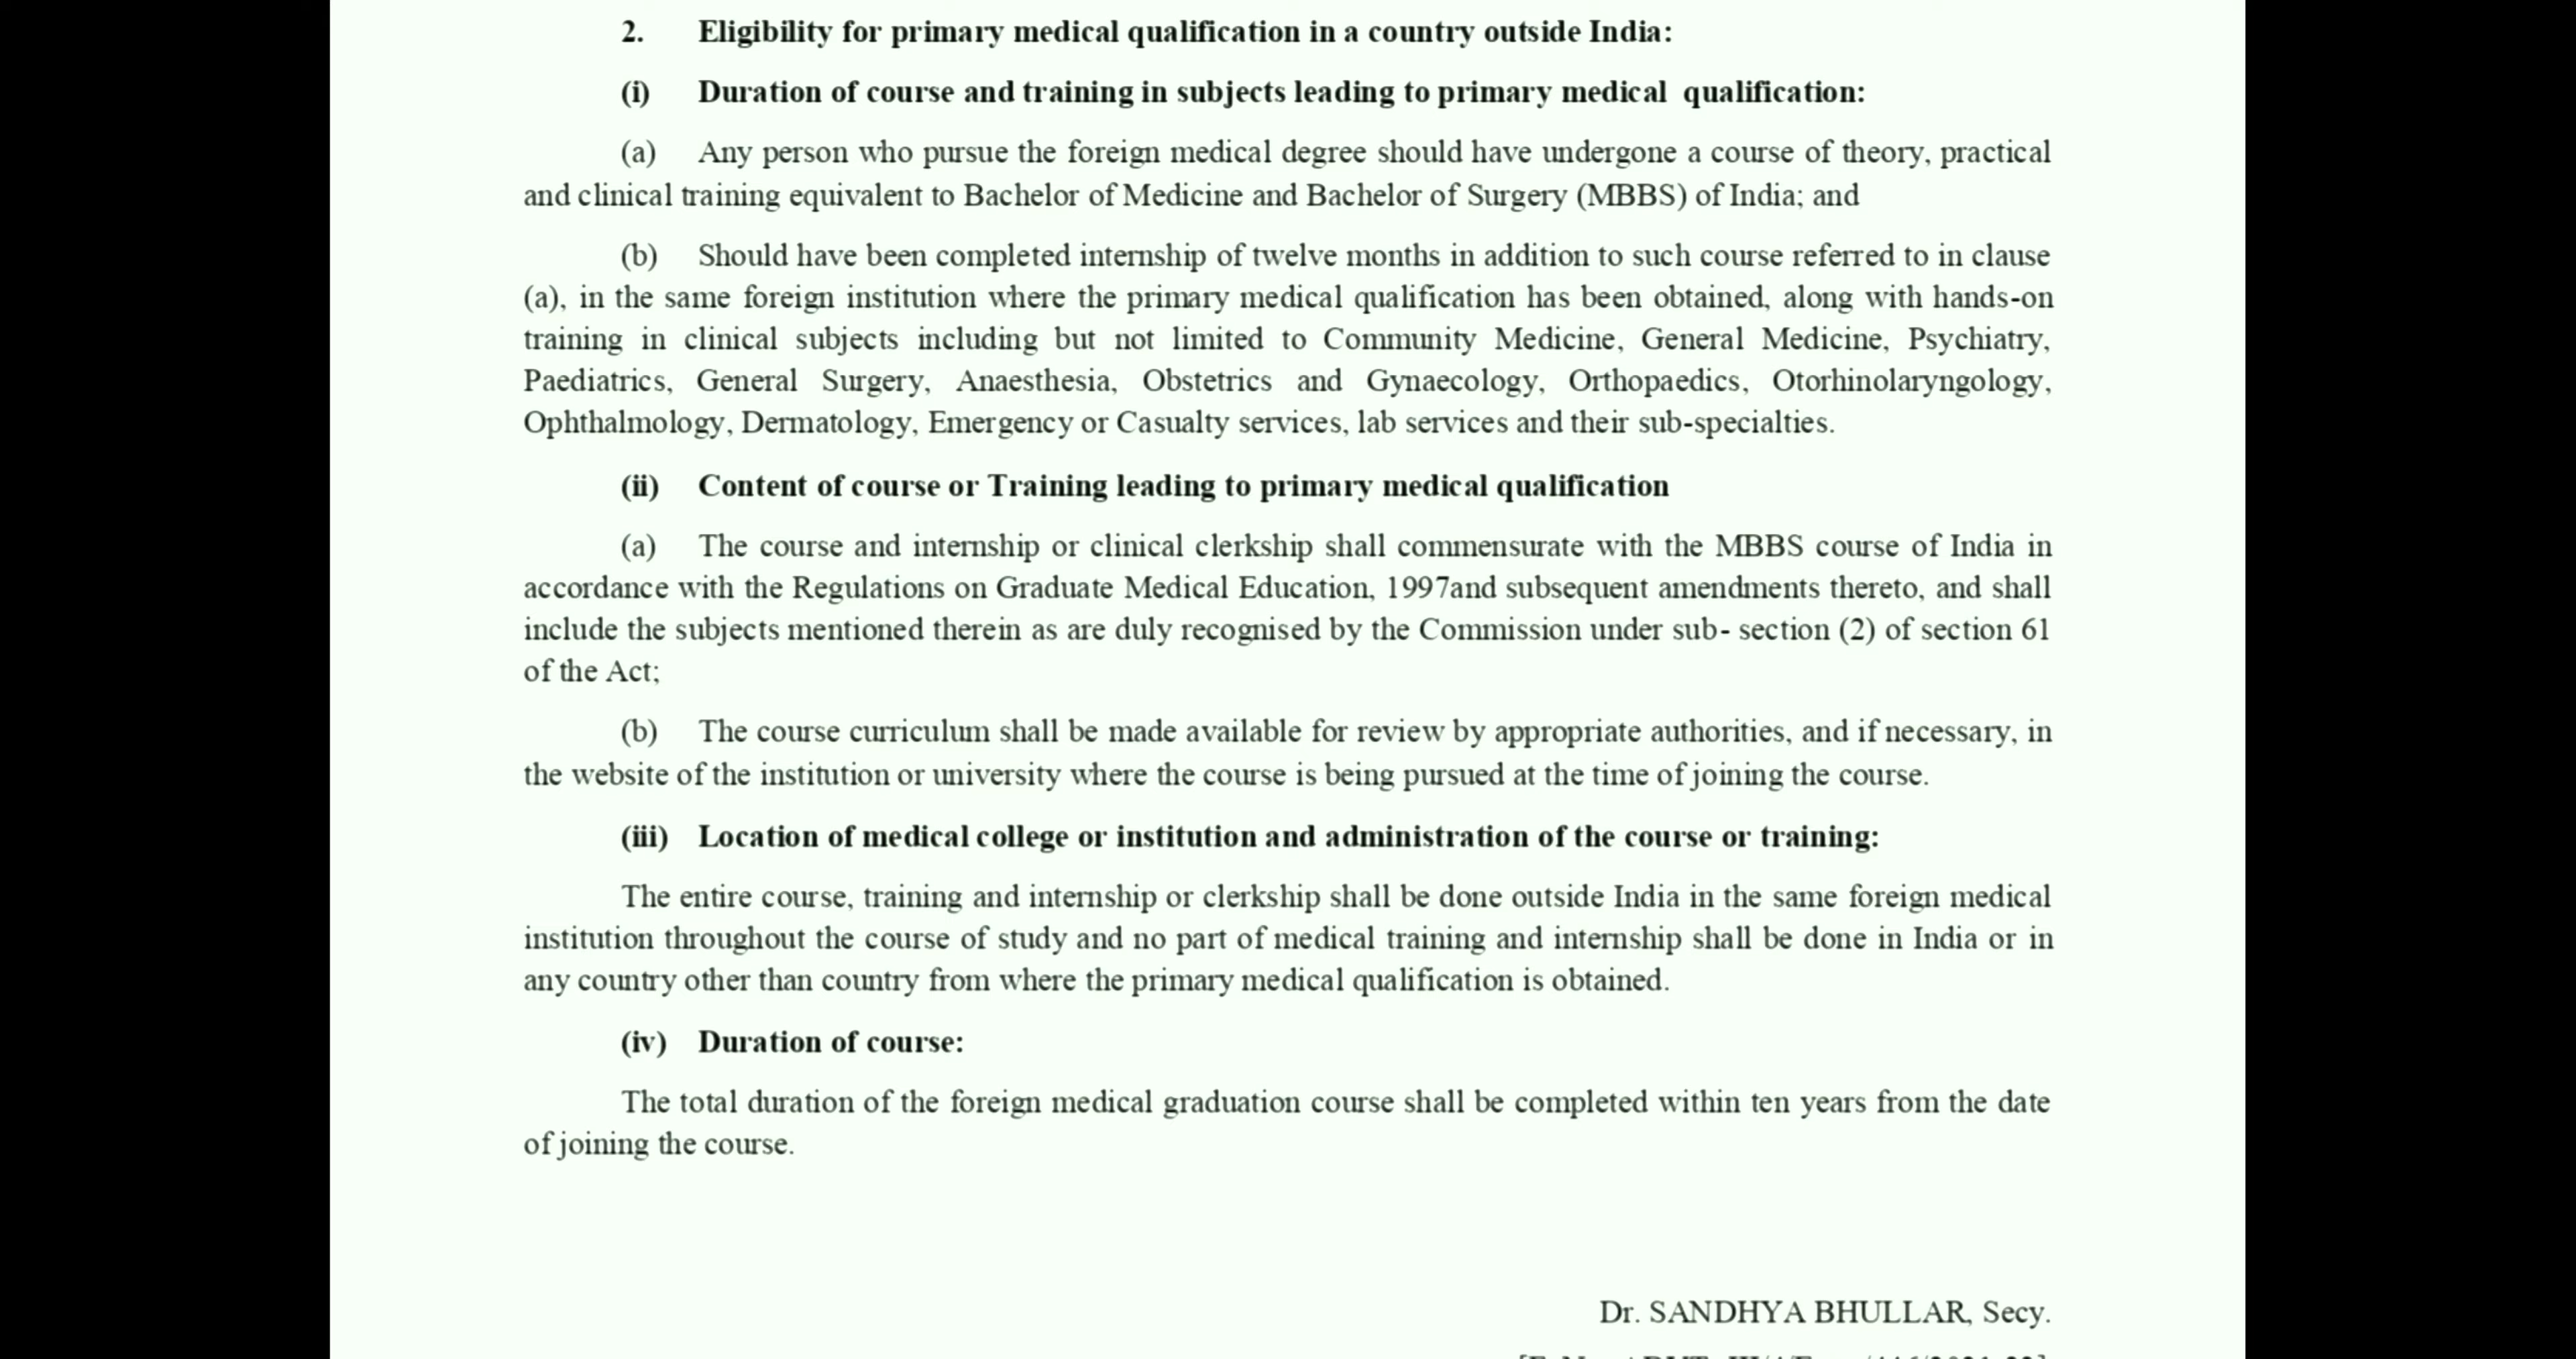 2. Eligibility for primary medical qualification in a country outside India:
(i) Duration of course and training in subjects leading to primary medical qualification:
(a) Any person who pursue the foreign medical degree should have undergone a course of theory, practical
and clinical training equivalent to Bachelor of Medicine and Bachelor of Surgery (MBBS) of India; and
(b) Should have been completed internship of twelve months in addition to such course referred to in clause
(a), in the same foreign institution where the primary medical qualification has been obtained, along with hands-on
training in clinical subjects including but not limited to Community Medicine, General Medicine, Psychiatry,
Paediatrics, General Surgery, Anaesthesia, Obstetrics and Gynaecology, Orthopaedics, Otorhinolaryngology,
Ophthalmology, Dermatology, Emergency or Casualty services, lab services and their sub-specialties.
(ii) Content of course or Training leading to primary medical qualification
(a) The course and internship or clinical clerkship shall commensurate with the MBBS course of India in
accordance with the Regulations on Graduate Medical Education, 1997and subsequent amendments thereto, and shall
include the subjects mentioned therein as are duly recognised by the Commission under sub- section (2) of section 61
of the Act;
(b) The course curriculum shall be made available for review by appropriate authorities, and if necessary, in
the website of the institution or university where the course is being pursued at the time of joining the course.
(iii) Location of medical college or institution and administration of the course or training:
The entire course, training and internship or clerkship shall be done outside India in the same foreign medical
institution throughout the course of study and no part of medical training and internship shall be done in India or in
any country other than country from where the primary medical qualification is obtained.
(iv) Duration of course:
The total duration of the foreign medical graduation course shall be completed within ten years from the date
of joining the course.
Dr. SANDHYA BHULLAR, Secy.